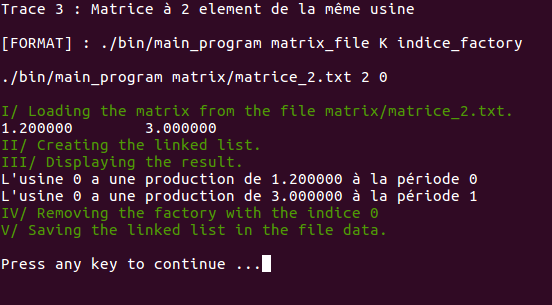 Trace 3 : Matrice à 2 element de la même usine
[FORMAT] : ./bin/main_program matrix_file K indice_factory
./bin/main_program matrix/matrice_2.txt 2 0
I/ Loading the matrix from the file matrix/matrice_2.txt.
1.200000 3.000000
II/ Creating the linked list.
III/ Displaying the result.
L'usine 0 a une production de 1.200000 à la période 0
L'usine 0 a une production de 3.000000 à la période 1
IV/ Removing the factory with the indice 0
V/ Saving the linked list in the file data.
Press any key to continue ...